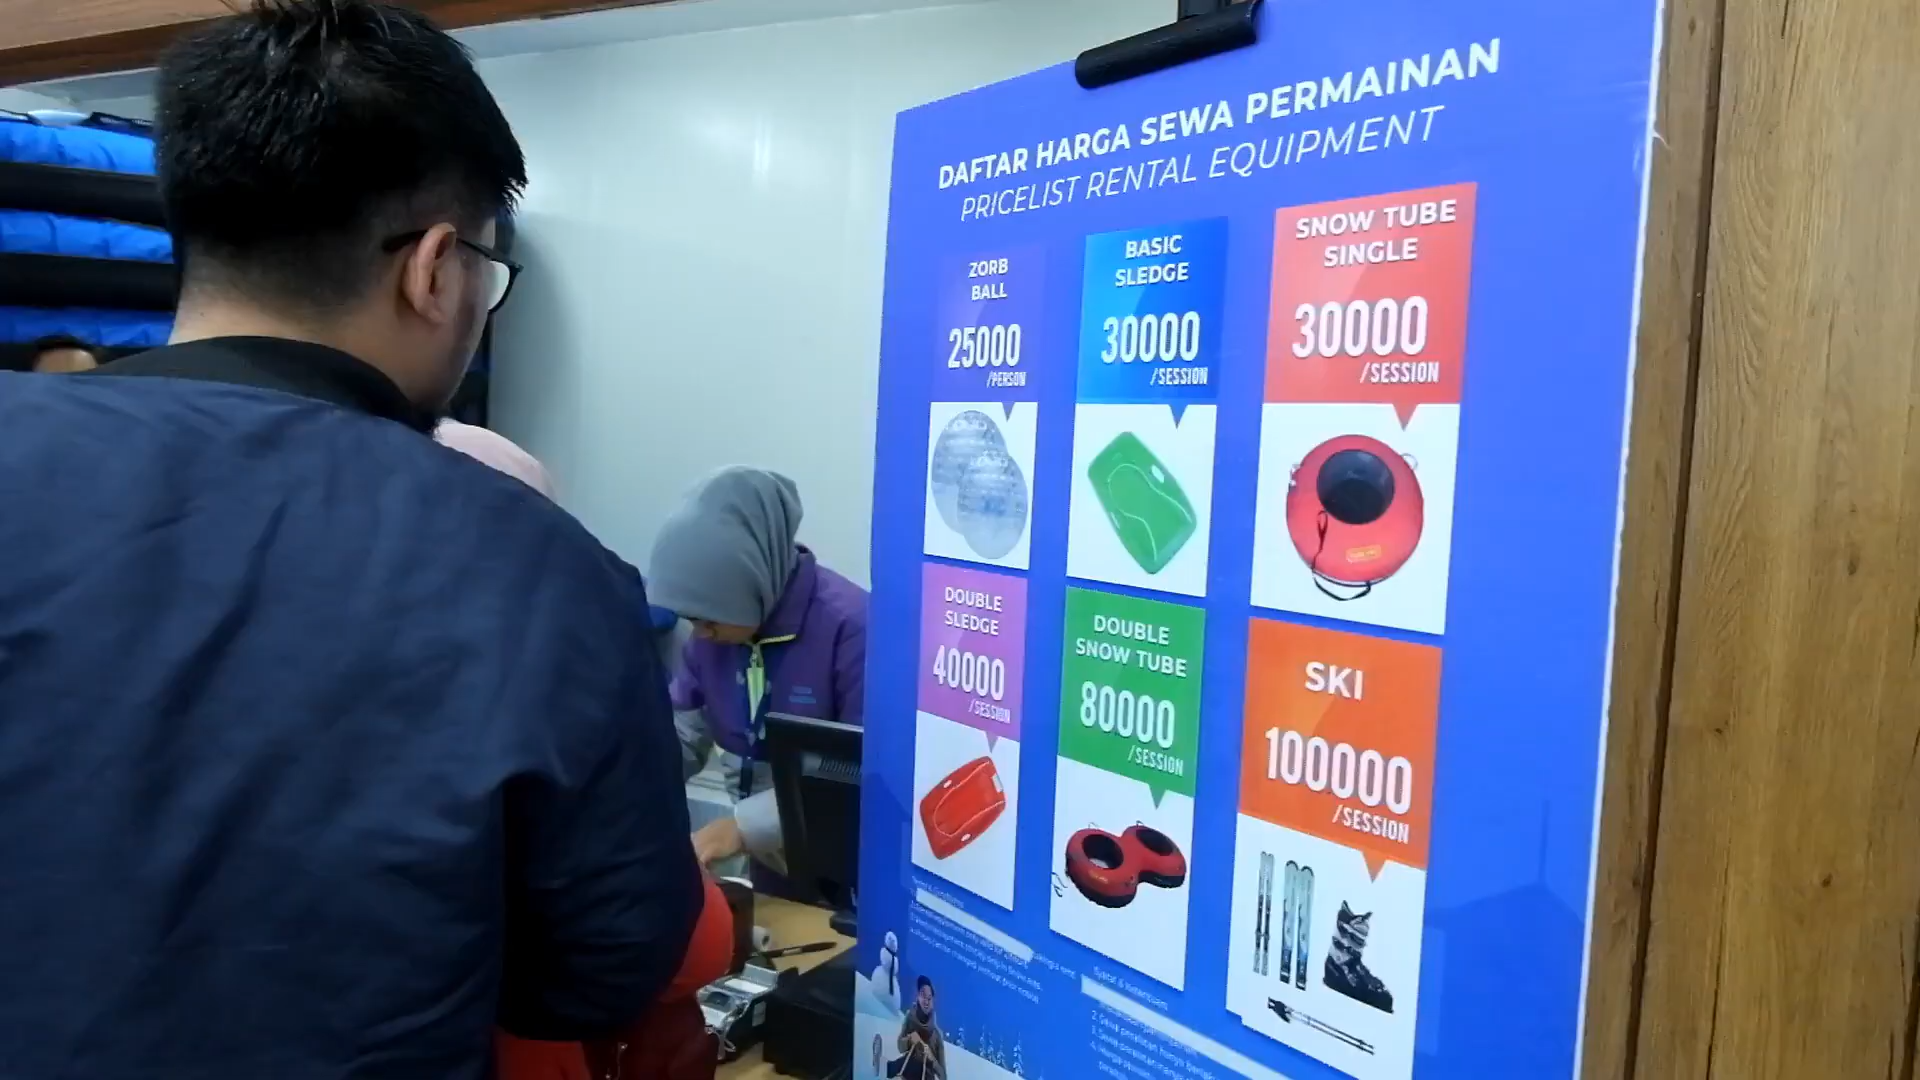 DAFTAR HARGA SEWA PERMAINAN
PRICELIST RENTAL EQUIPMENT
ZORB
BALL
25000
/PERSON
BASIC
SLEDGE
30000
/SESSION
SNOW TUBE
SINGLE
30000
/SESSION
DOUBLE
SLEDGE
40000
/SESSION
DOUBLE
SNOW TUBE
80000
/SESSION
SKI
100000
/SESSION